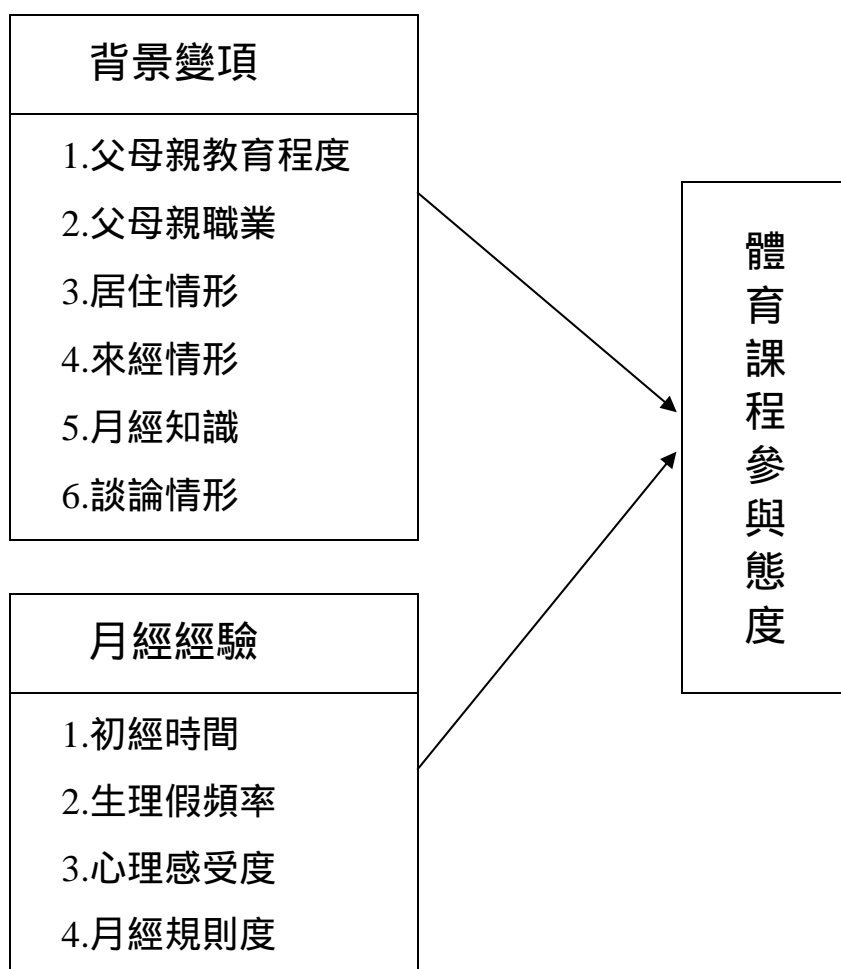 背景變項
1.父母親教育程度
2.父母親職業
3.居住情形
4.來經情形
5.月經知識
6.談論情形
體育課程參與態度
月經經驗
1.初經時間
2.生理假頻率
3.心理感受度
4.月經規則度